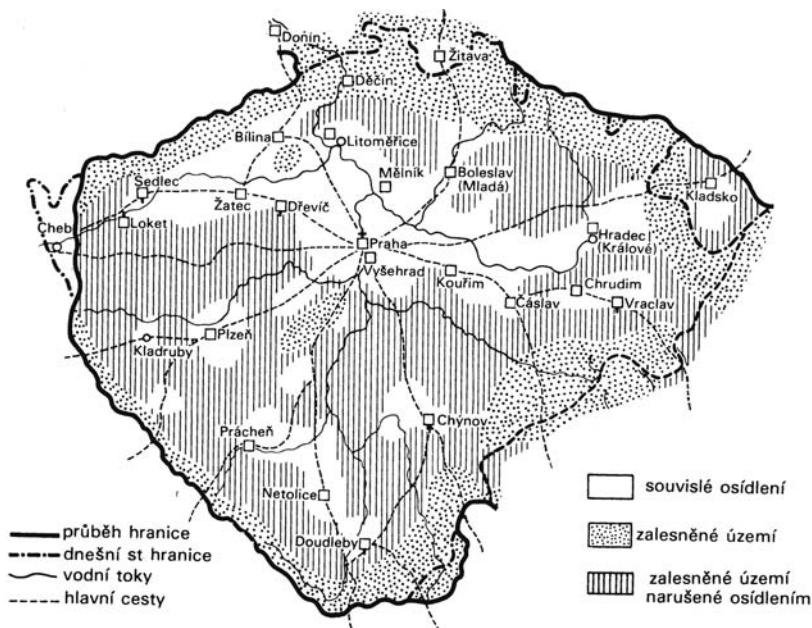 Donín
Žitava
Děčín
Bílina
Litoměřice
Mělník
Boleslav
(Mladá)
Sedlec
Žatec
Dřevíč
Kladsko
Cheb
Loket
Praha
Hradec
(Králové)
Vyšehrad
Kouřim
Chrudim
Čáslav
Vraclav
Plzeň
Kladruby
Chýnov
Prácheň
Netolice
Doudleby
průběh hranice
dnešní st hranice
vodní toky
hlavní cesty
souvislé osídlení
zalesněné území
zalesněné území
narušené osídlením